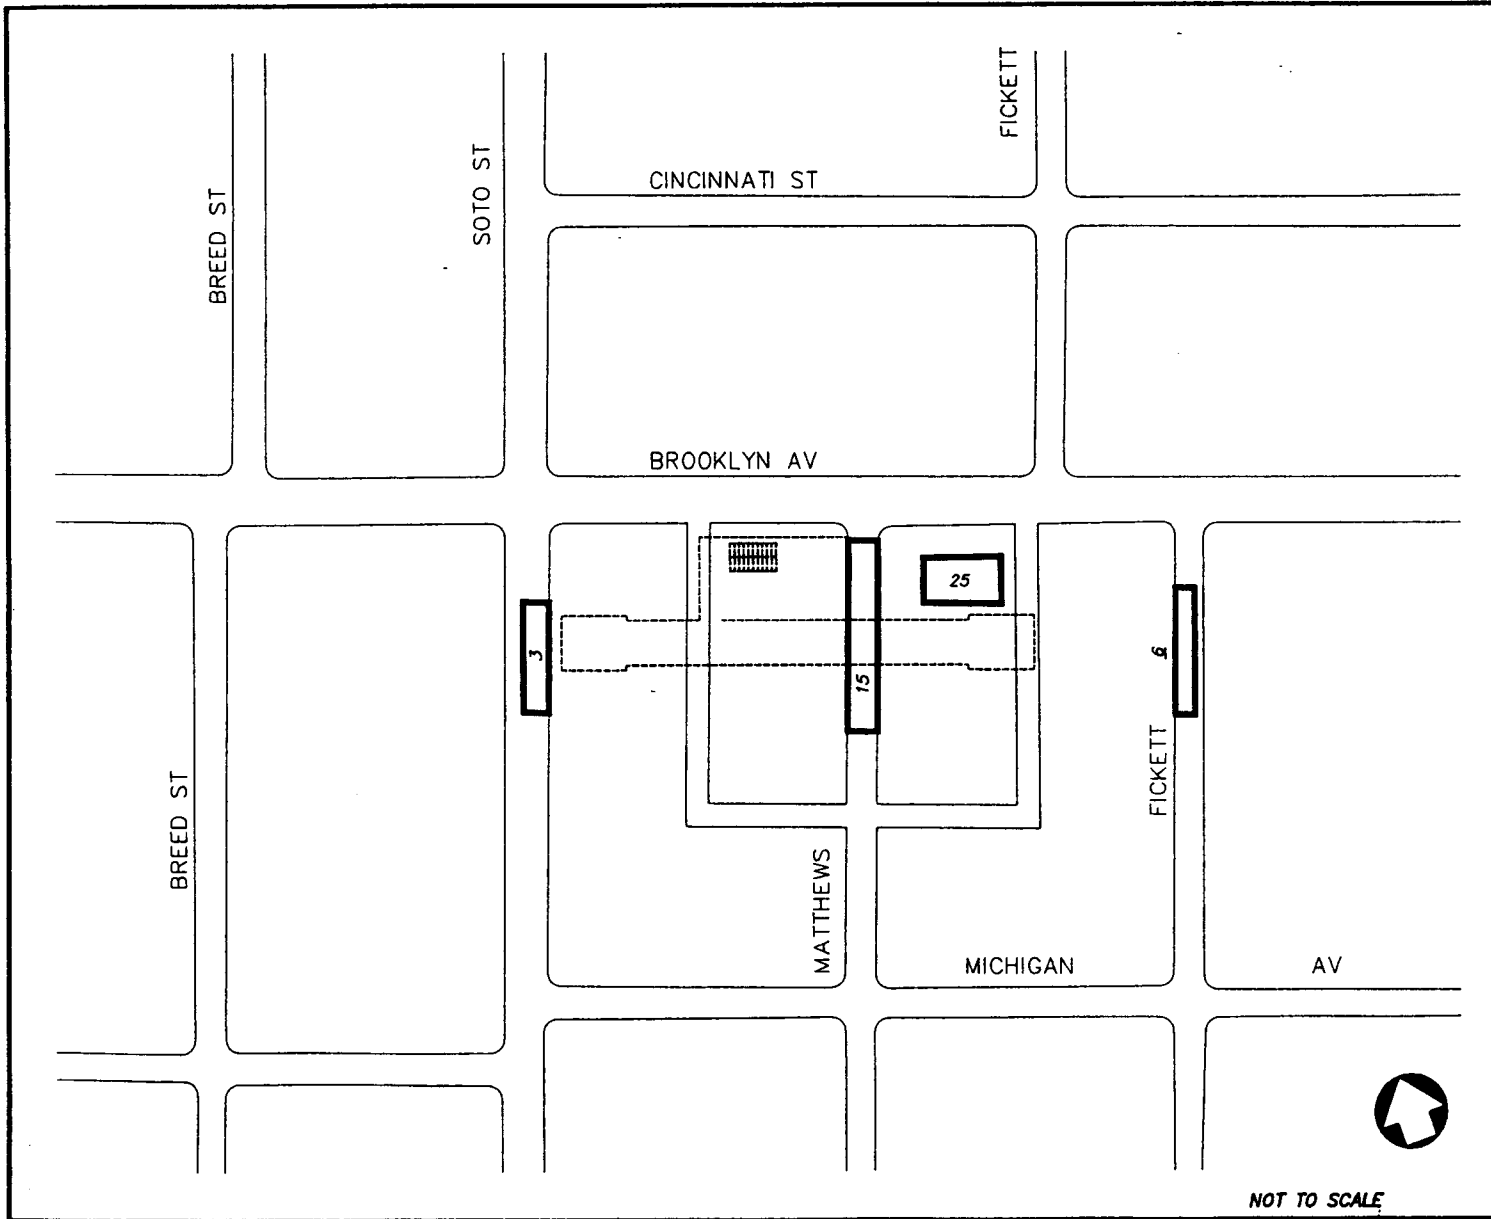 FICKETT
CINCINNATI ST
SOTO ST
BREED ST
BROOKLYN AV
25
3
15
6
FICKETT
BREED ST
MATTHEWS
MICHIGAN AV
NOT TO SCALE